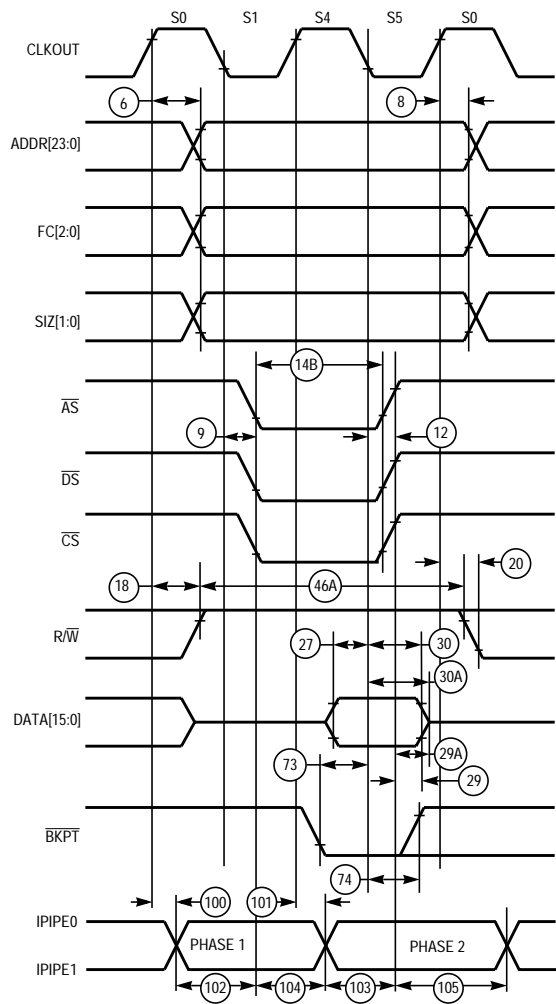 S0 S1 S4 S5 S0
CLKOUT
6 8
ADDR[23:0]
FC[2:0]
SIZ[1:0]
14B
AS
9 12
DS
CS
20
18 46A
R/W
27 30
30A
DATA[15:0]
29A
73 29
BKPT
74
100 101
IPIPE0
PHASE 1 PHASE 2
IPIPE1
102 104 103 105